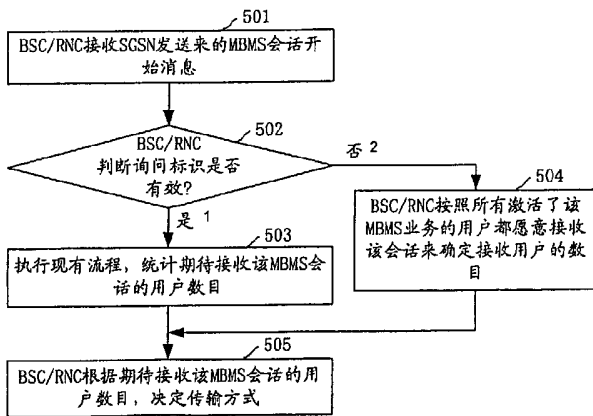 501
BSC/RNC接收SGSN发送来的MBMS会话开
始消息
502
BSC/RNC
判断询问标识是否
有效?
否 2
是 1
503
执行现有流程，统计期待接收该MBMS会
话的用户数目
504
BSC/RNC按照所有激活了该
MBMS业务的用户都愿意接收
该会话来确定接收用户的数
目
505
BSC/RNC根据期待接收该MBMS会话的用
户数目，决定传输方式